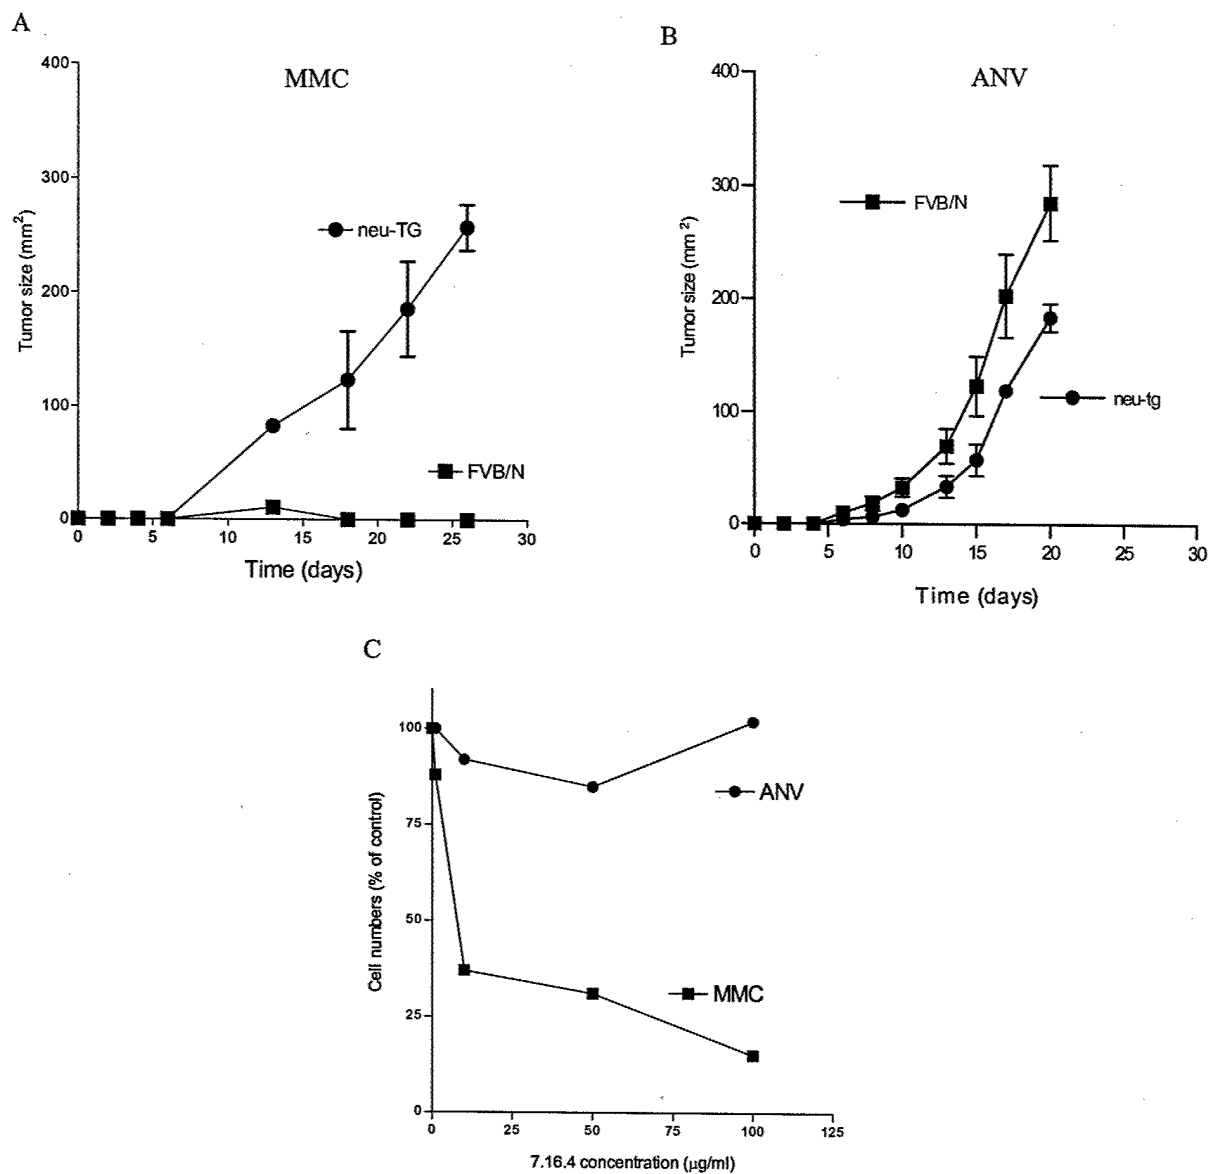 A
MMC
400
300
200
100
0
Tumor size (mm²)
neu-TG
FVB/N
0 5 10 15 20 25 30
Time (days)
B
ANV
400
300
200
100
0
Tumor size (mm²)
FVB/N
neu-tg
0 5 10 15 20 25 30
Time (days)
C
100
75
50
25
0
Cell numbers (% of control)
ANV
MMC
0 25 50 75 100 125
7.16.4 concentration (µg/ml)